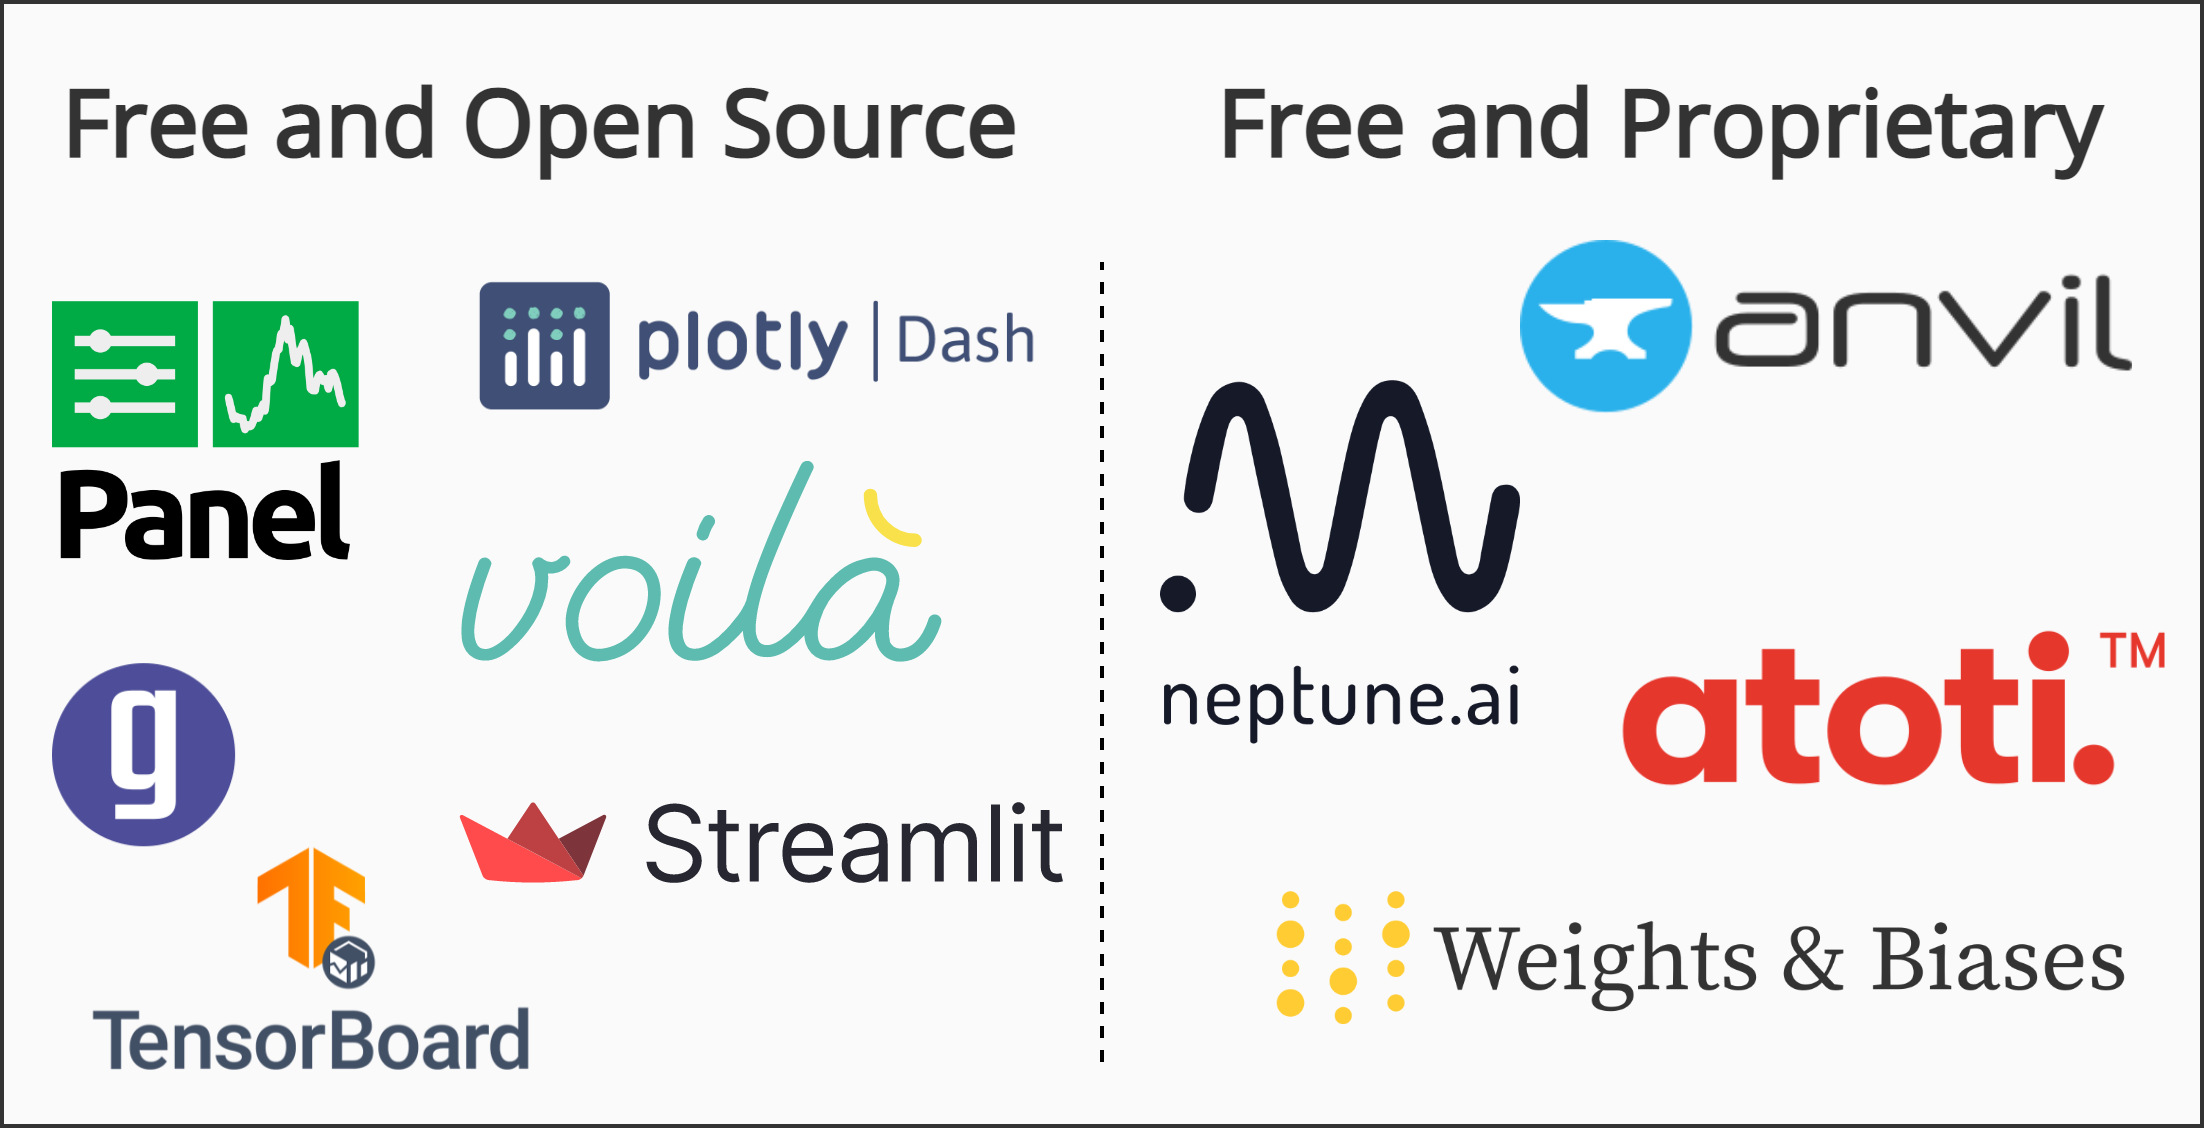 Free and Open Source
Panel
plotly | Dash
voilà
g
Streamlit
TF
TensorBoard
Free and Proprietary
anvil
neptune.ai
atoti.™
Weights & Biases